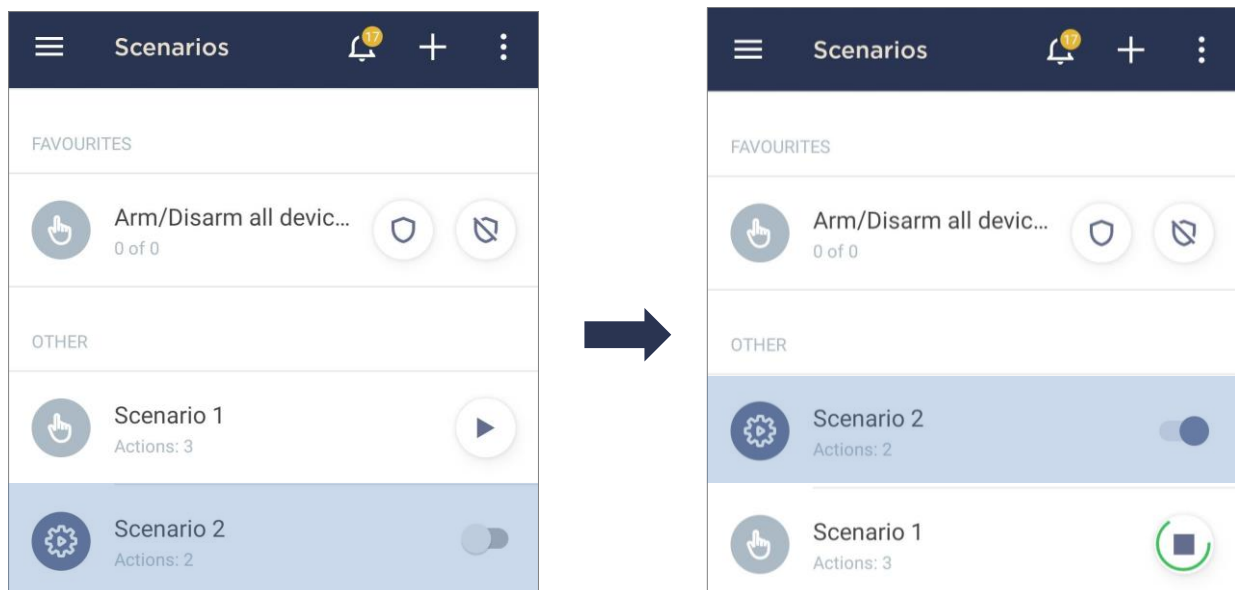 Scenarios
17
FAVOURITES
Arm/Disarm all devic...
0 of 0
OTHER
Scenario 1
Actions: 3
Scenario 2
Actions: 2
Scenarios
17
FAVOURITES
Arm/Disarm all devic...
0 of 0
OTHER
Scenario 2
Actions: 2
Scenario 1
Actions: 3